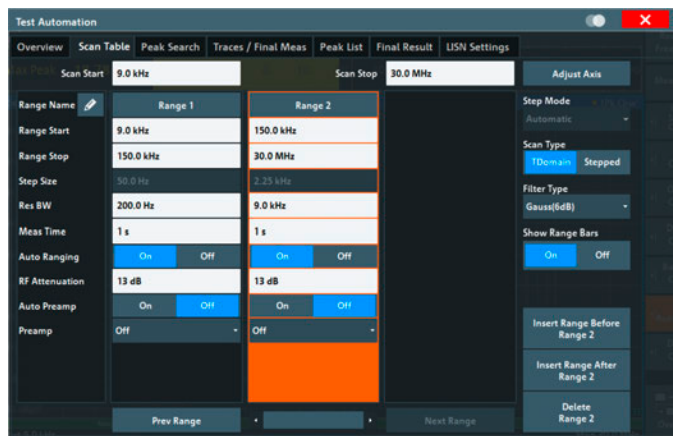 Test Automation
Overview Scan Table Peak Search Traces / Final Meas Peak List Final Result LISN Settings
Scan Start 9.0 kHz Scan Stop 30.0 MHz Adjust Axis
Range Name Range 1 Range 2
Range Start 9.0 kHz 150.0 kHz
Range Stop 150.0 kHz 30.0 MHz
Step Size 50.0 Hz 2.25 kHz
Res BW 200.0 Hz 9.0 kHz
Meas Time 1 s 1 s
Auto Ranging On Off On Off
RF Attenuation 13 dB 13 dB
Auto Preamp On Off On Off
Preamp Off Off
Step Mode
Automatic
Scan Type
TDomain Stepped
Filter Type
Gauss(6dB)
Show Range Bars
On Off
Insert Range Before
Range 2
Insert Range After
Range 2
Delete
Range 2
Prev Range Next Range